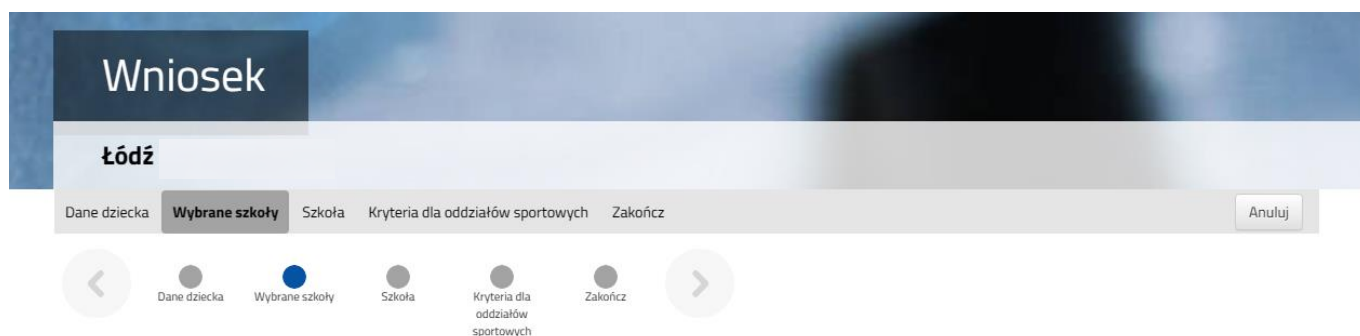 Wniosek
Łódź
Dane dziecka Wybrane szkoły Szkoła Kryteria dla oddziałów sportowych Zakończ Anuluj
Dane dziecka Wybrane szkoły Szkoła Kryteria dla Zakończ
oddziałów
sportowych